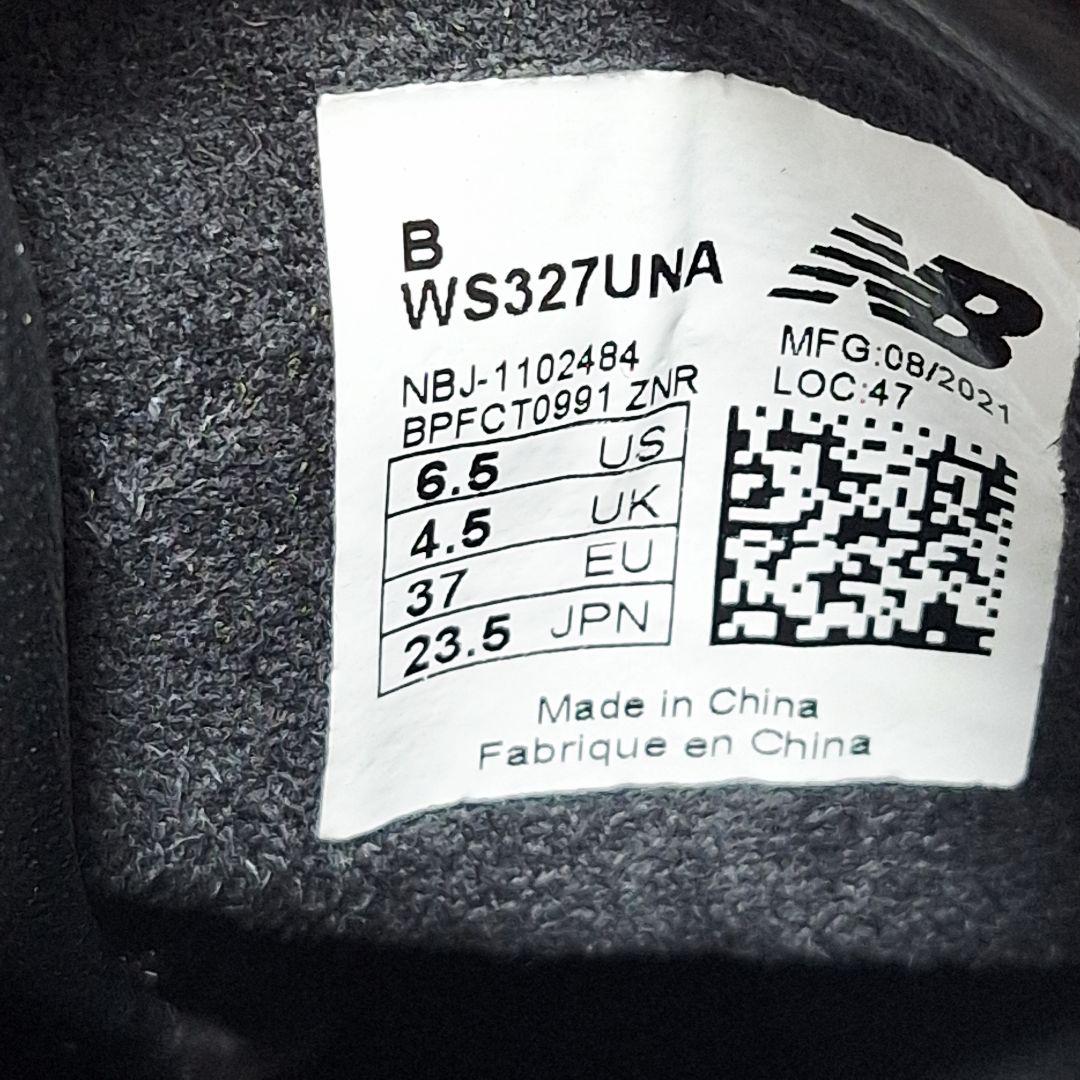 B
WS327UNA
NBJ-1102484
BPFCT0991 ZNR
6.5 US
4.5 UK
37 EU
23.5 JPN
NB
MFG:08/2021
LOC:47
Made in China
Fabrique en China